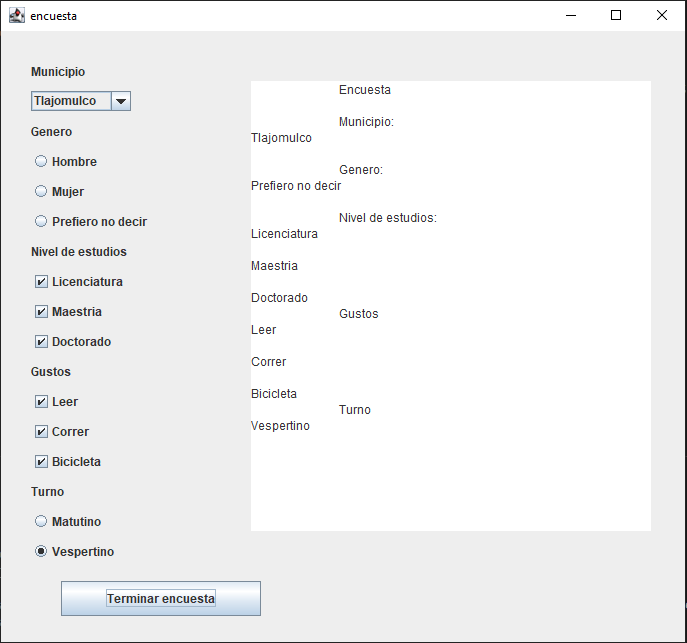 encuesta
Municipio
Tlajomulco
Genero
Hombre
Mujer
Prefiero no decir
Nivel de estudios
Licenciatura
Maestria
Doctorado
Gustos
Leer
Correr
Bicicleta
Turno
Matutino
Vespertino
Terminar encuesta
Encuesta
Municipio:
Tlajomulco
Genero:
Prefiero no decir
Nivel de estudios:
Licenciatura
Maestria
Doctorado
Gustos
Leer
Correr
Bicicleta
Turno
Vespertino